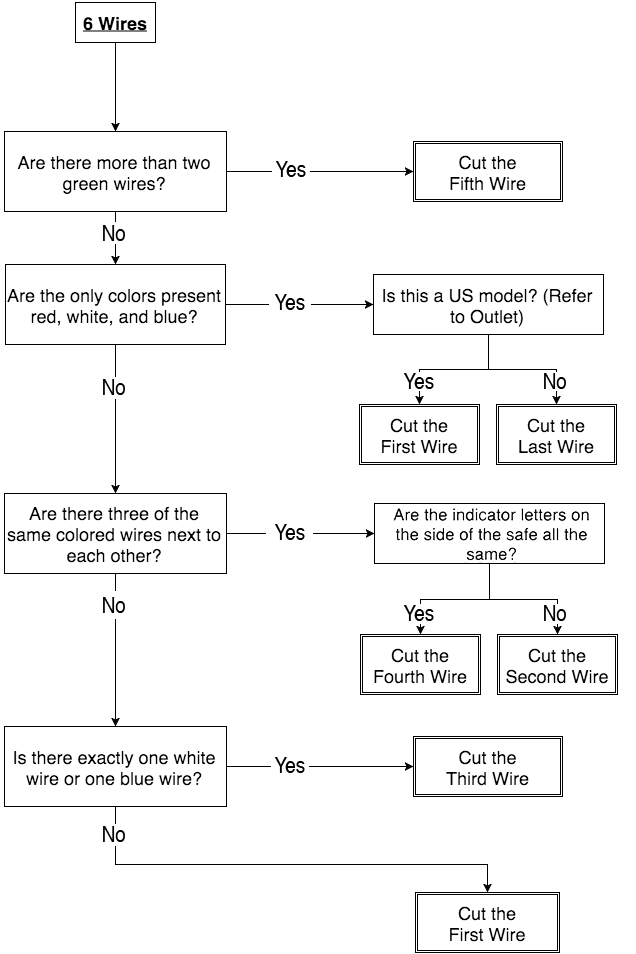 6 Wires
Are there more than two
green wires?
Yes
Cut the
Fifth Wire
No
Are the only colors present
red, white, and blue?
Yes
Is this a US model? (Refer
to Outlet)
No
Yes
No
Cut the
First Wire
Cut the
Last Wire
Are there three of the
same colored wires next to
each other?
Yes
Are the indicator letters on
the side of the safe all the
same?
No
Yes
No
Cut the
Fourth Wire
Cut the
Second Wire
Is there exactly one white
wire or one blue wire?
Yes
Cut the
Third Wire
No
Cut the
First Wire